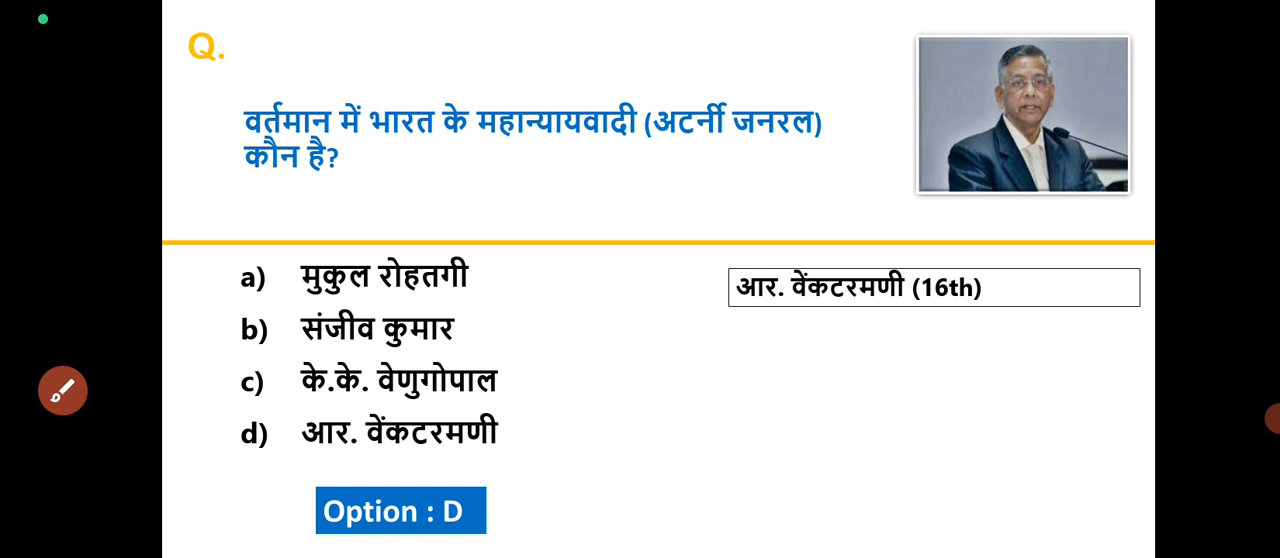 Q.
वर्तमान में भारत के महान्यायवादी (अटर्नी जनरल)
कौन है?
a) मुकुल रोहतगी
b) संजीव कुमार
c) के.के. वेणुगोपाल
d) आर. वेंकटरमणी
आर. वेंकटरमणी (16th)
Option : D